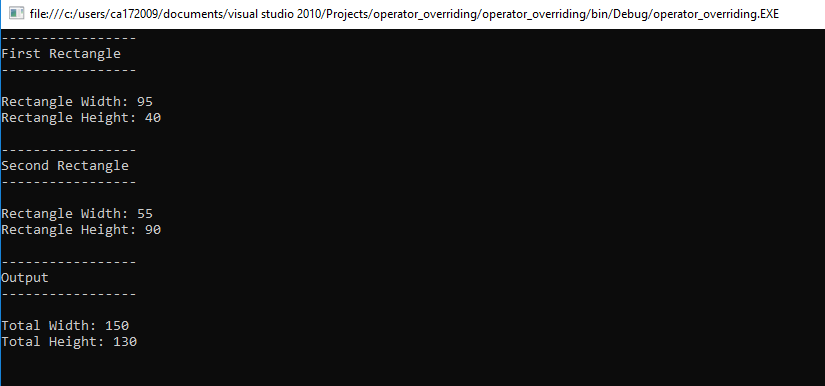 file:///c:/users/ca172009/documents/visual studio 2010/Projects/operator_overriding/operator_overriding/bin/Debug/operator_overriding.EXE
-----------------
First Rectangle
-----------------
Rectangle Width: 95
Rectangle Height: 40
-----------------
Second Rectangle
-----------------
Rectangle Width: 55
Rectangle Height: 90
-----------------
Output
-----------------
Total Width: 150
Total Height: 130